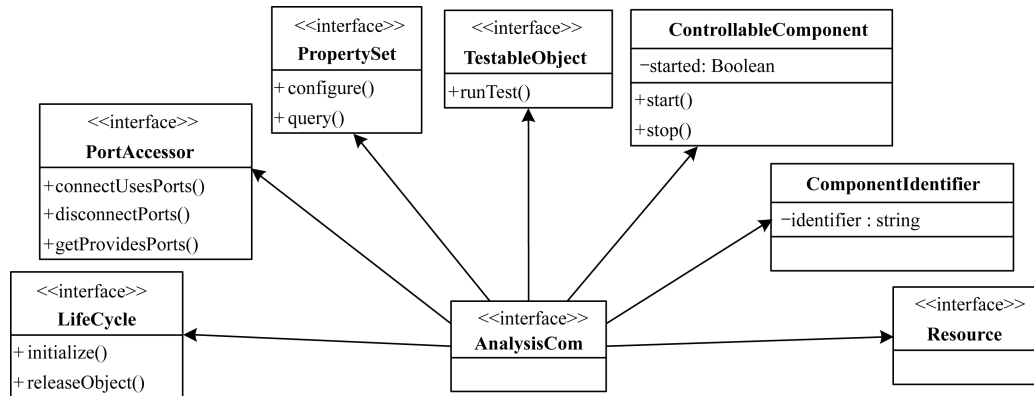 <<interface>>
PropertySet
+configure()
+query()
<<interface>>
TestableObject
+runTest()
ControllableComponent
−started: Boolean
+start()
+stop()
<<interface>>
PortAccessor
+connectUsesPorts()
+disconnectPorts()
+getProvidesPorts()
ComponentIdentifier
−identifier : string
<<interface>>
LifeCycle
+initialize()
+releaseObject()
<<interface>>
AnalysisCom
<<interface>>
Resource